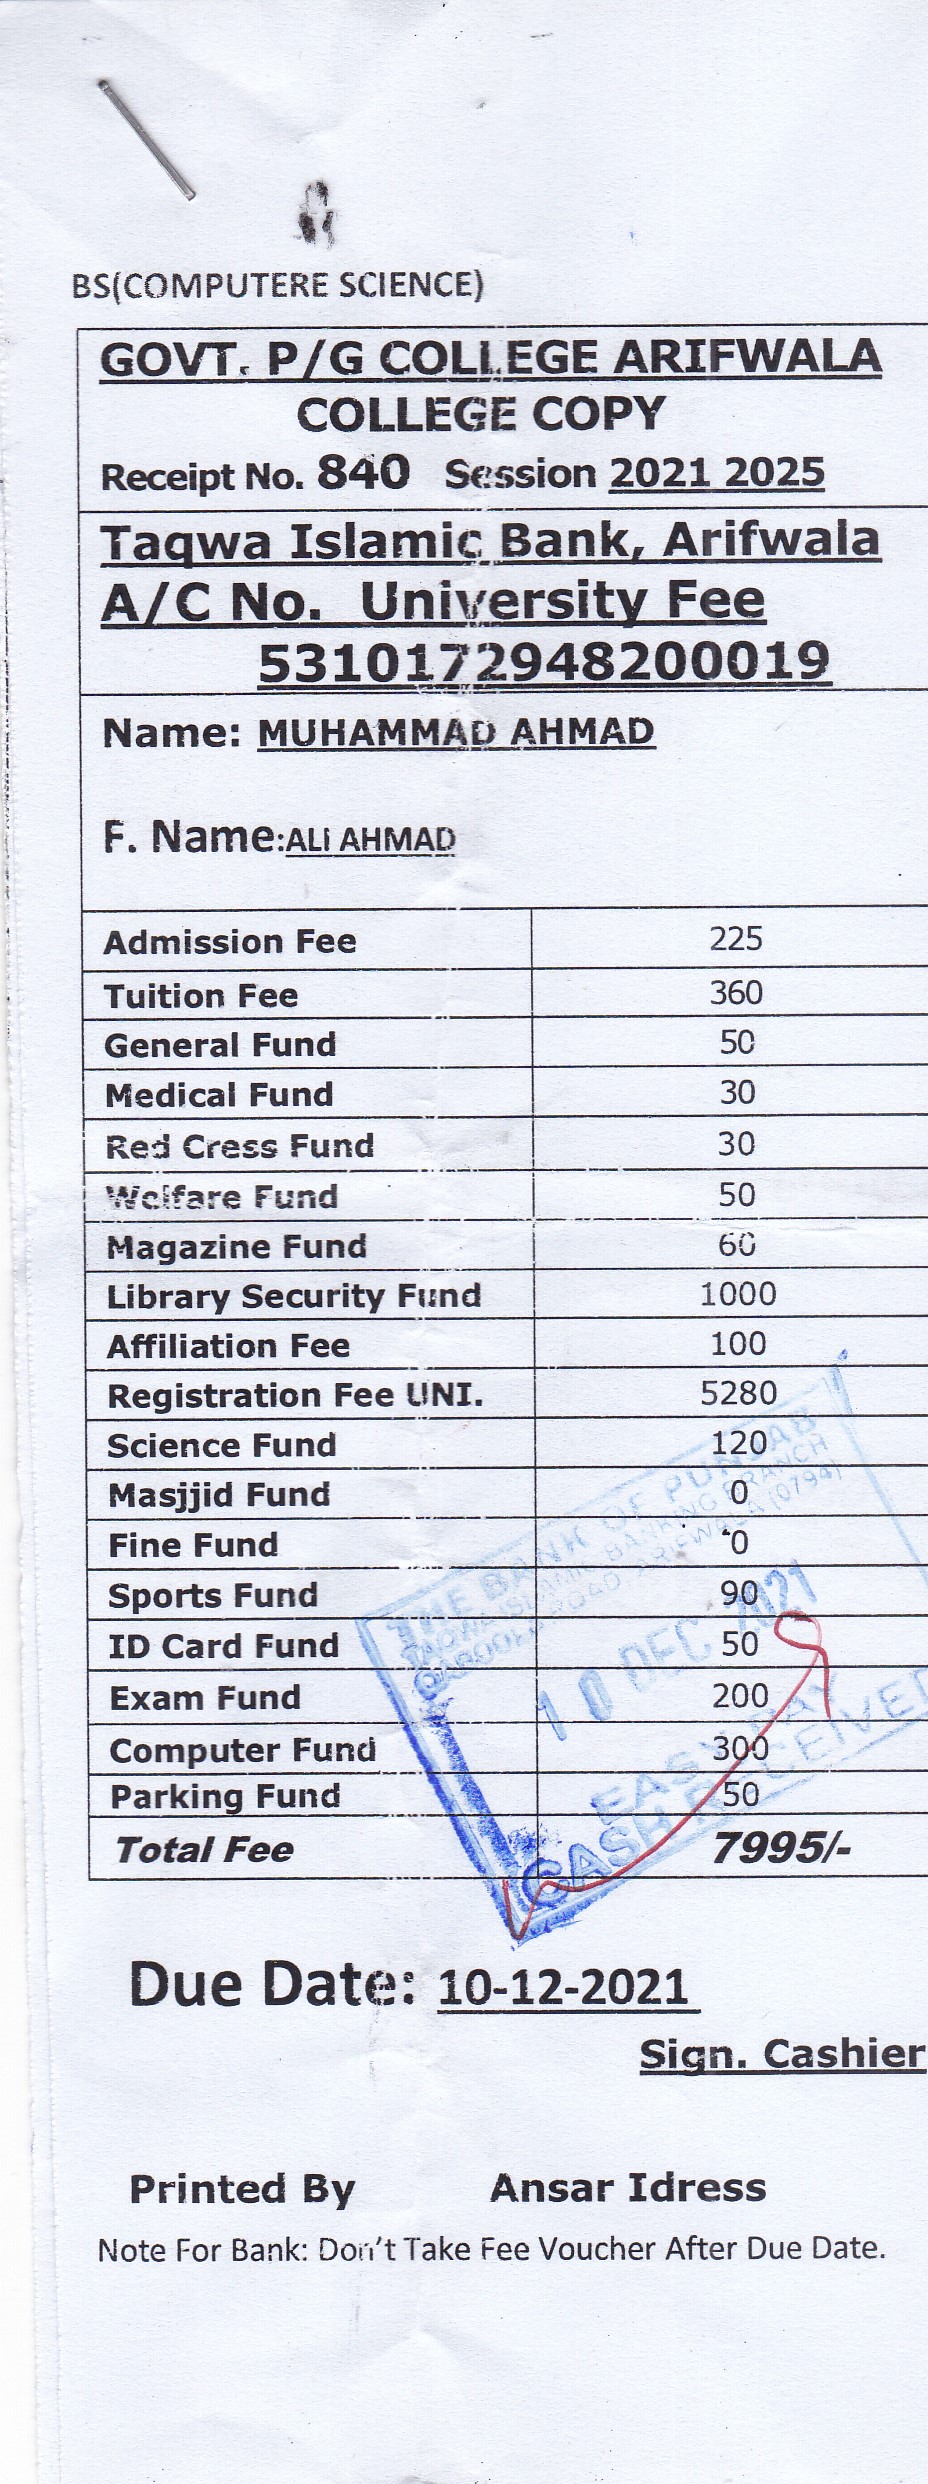 BS(COMPUTERE SCIENCE)
GOVT. P/G COLLEGE ARIFWALA
COLLEGE COPY
Receipt No. 840 Session 2021 2025
Taqwa Islamic Bank, Arifwala
A/C No. University Fee
5310172948200019
Name: MUHAMMAD AHMAD
F. Name:ALI AHMAD
Admission Fee 225
Tuition Fee 360
General Fund 50
Medical Fund 30
Red Cress Fund 30
Welfare Fund 50
Magazine Fund 60
Library Security Fund 1000
Affiliation Fee 100
Registration Fee UNI. 5280
Science Fund 120
Masjjid Fund 0
Fine Fund 0
Sports Fund 90
ID Card Fund 50
Exam Fund 200
Computer Fund 300
Parking Fund 50
Total Fee 7995/-
THE BANK OF PUNJAB
TAQWA ISLAMIC BANKING BRANCH
QABOOLA ROAD ARIFWALA (0794)
10 DEC 2021
EASY PAY
CASH RECEIVED
Due Date: 10-12-2021
Sign. Cashier
Printed By Ansar Idress
Note For Bank: Don't Take Fee Voucher After Due Date.